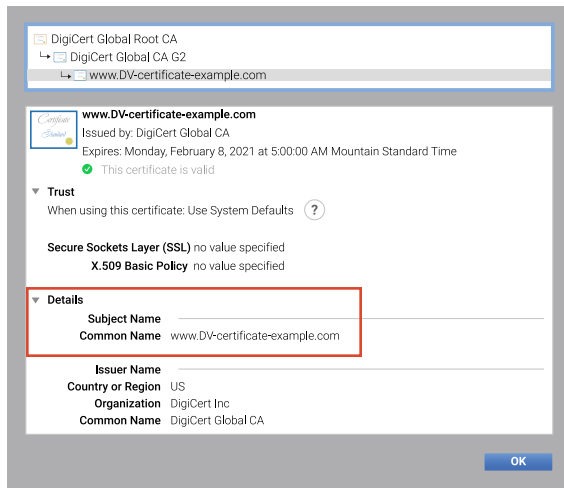 DigiCert Global Root CA
DigiCert Global CA G2
www.DV-certificate-example.com
Certificate
Standard
www.DV-certificate-example.com
Issued by: DigiCert Global CA
Expires: Monday, February 8, 2021 at 5:00:00 AM Mountain Standard Time
This certificate is valid
Trust
When using this certificate: Use System Defaults ?
Secure Sockets Layer (SSL) no value specified
X.509 Basic Policy no value specified
Details
Subject Name
Common Name www.DV-certificate-example.com
Issuer Name
Country or Region US
Organization DigiCert Inc
Common Name DigiCert Global CA
OK